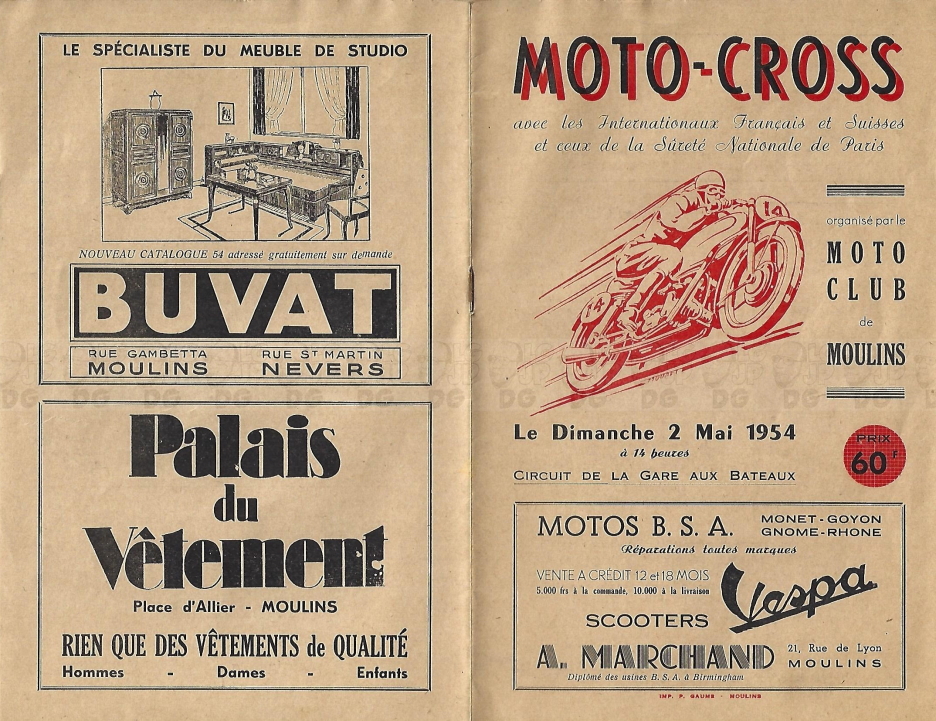 LE SPÉCIALISTE DU MEUBLE DE STUDIO
NOUVEAU CATALOGUE 54 adressé gratuitement sur demande
BUVAT
RUE GAMBETTA
MOULINS
RUE ST MARTIN
NEVERS
Palais
du
Vêtement
Place d'Allier - MOULINS
RIEN QUE DES VÊTEMENTS de QUALITÉ
Hommes - Dames - Enfants
MOTO-CROSS
avec les Internationaux Français et Suisses
et ceux de la Sûreté Nationale de Paris
14
14
organisé par le
MOTO
CLUB
de
MOULINS
Le Dimanche 2 Mai 1954
à 14 heures
CIRCUIT DE LA GARE AUX BATEAUX
PRIX
60 F
MOTOS B. S. A.
MONET-GOYON
GNOME-RHONE
Réparations toutes marques
VENTE A CRÉDIT 12 et 18 MOIS
5.000 frs à la commande, 10.000 à la livraison
Vespa
SCOOTERS
A. MARCHAND
21, Rue de Lyon
MOULINS
Diplômé des usines B. S. A. à Birmingham
IMP. P. GAUME - MOULINS